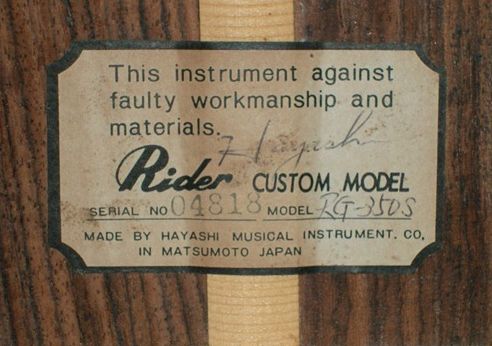 This instrument against
faulty workmanship and
materials.
Hayashi
Rider CUSTOM MODEL
SERIAL NO 04818 MODEL RG-350S
MADE BY HAYASHI MUSICAL INSTRUMENT. CO,
IN MATSUMOTO JAPAN